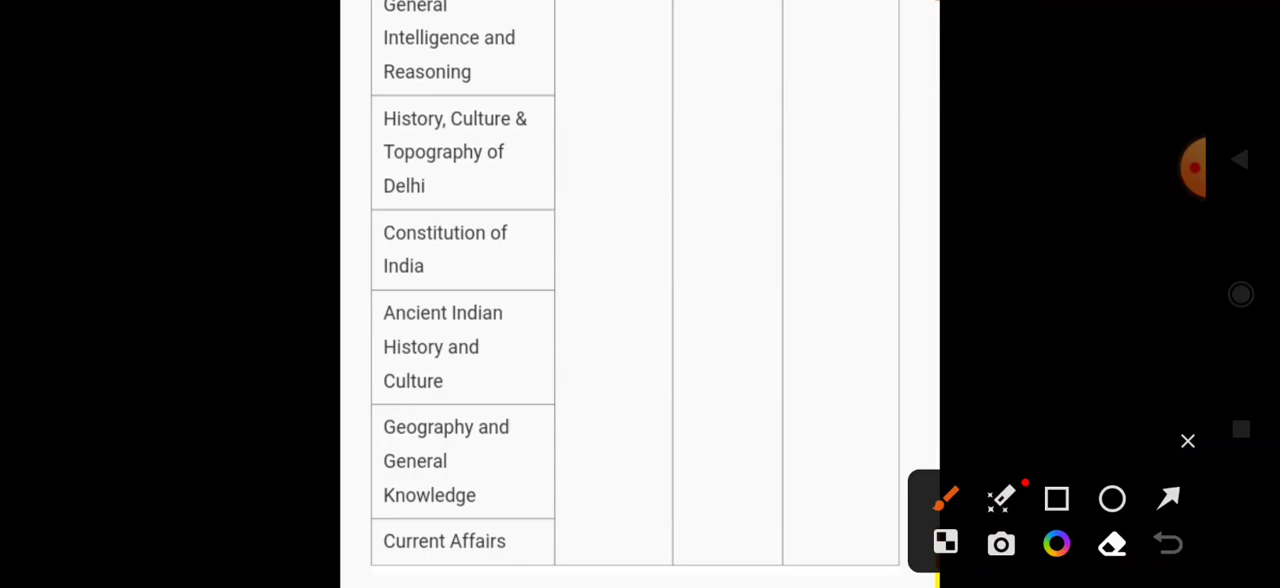 General
Intelligence and
Reasoning
History, Culture &
Topography of
Delhi
Constitution of
India
Ancient Indian
History and
Culture
Geography and
General
Knowledge
Current Affairs